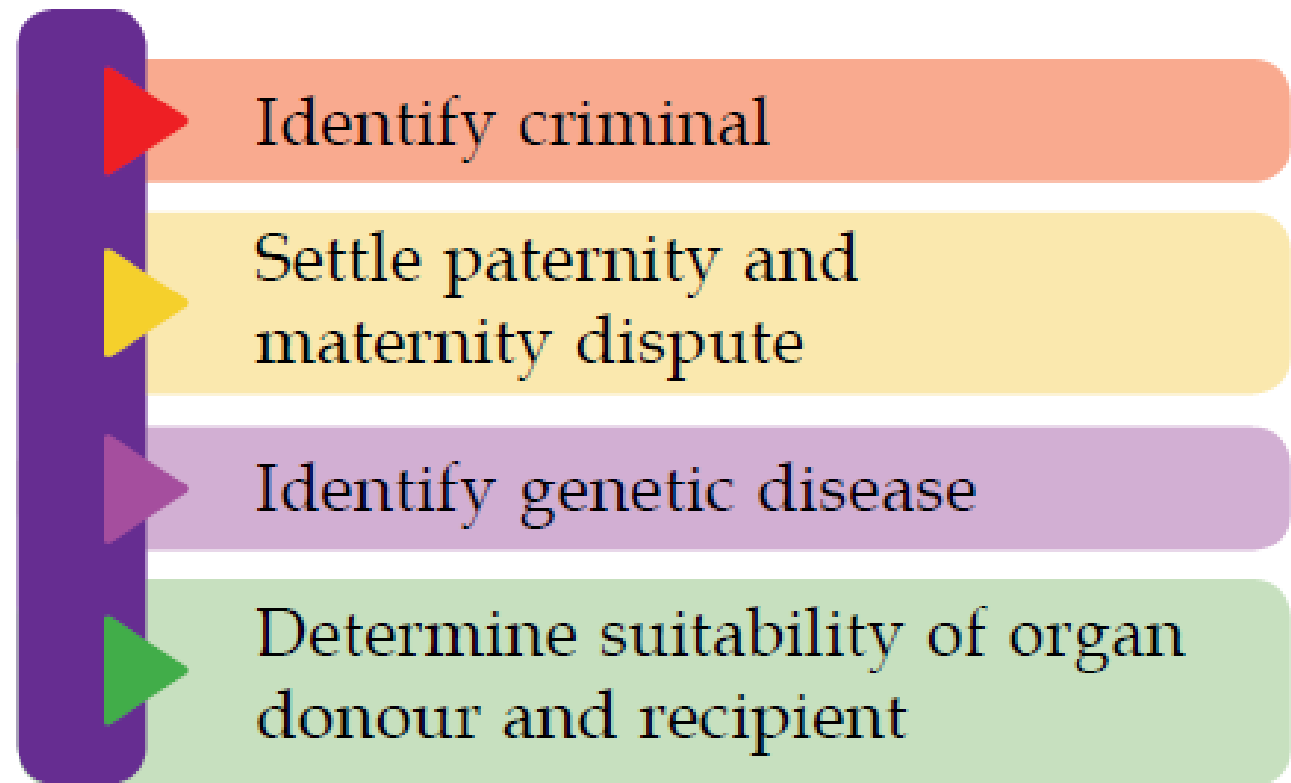 Identify criminal
Settle paternity and
maternity dispute
Identify genetic disease
Determine suitability of organ
donour and recipient